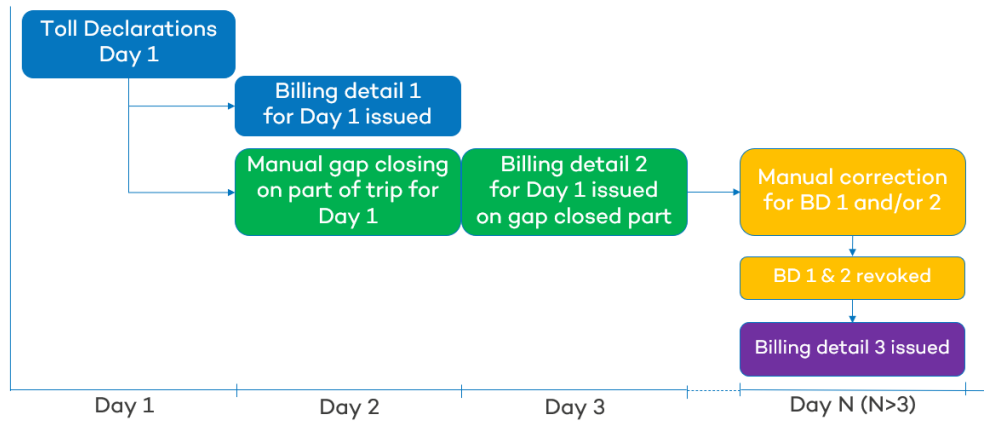 Toll Declarations
Day 1
Billing detail 1
for Day 1 issued
Manual gap closing
on part of trip for
Day 1
Billing detail 2
for Day 1 issued
on gap closed part
Manual correction
for BD 1 and/or 2
BD 1 & 2 revoked
Billing detail 3 issued
Day 1
Day 2
Day 3
Day N (N>3)